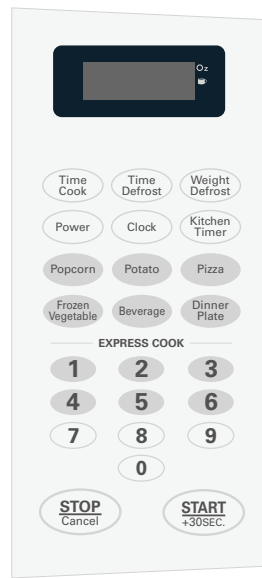 Oz
Time Cook
Time Defrost
Weight Defrost
Power
Clock
Kitchen Timer
Popcorn
Potato
Pizza
Frozen Vegetable
Beverage
Dinner Plate
EXPRESS COOK
1
2
3
4
5
6
7
8
9
0
STOP
Cancel
START
+30SEC.